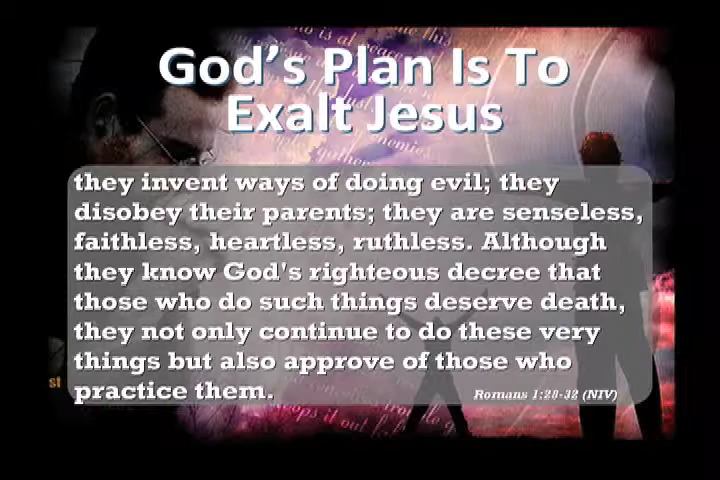 God's Plan Is To
Exalt Jesus
they invent ways of doing evil; they
disobey their parents; they are senseless,
faithless, heartless, ruthless. Although
they know God's righteous decree that
those who do such things deserve death,
they not only continue to do these very
things but also approve of those who
practice them.
Romans 1:28-32 (NIV)